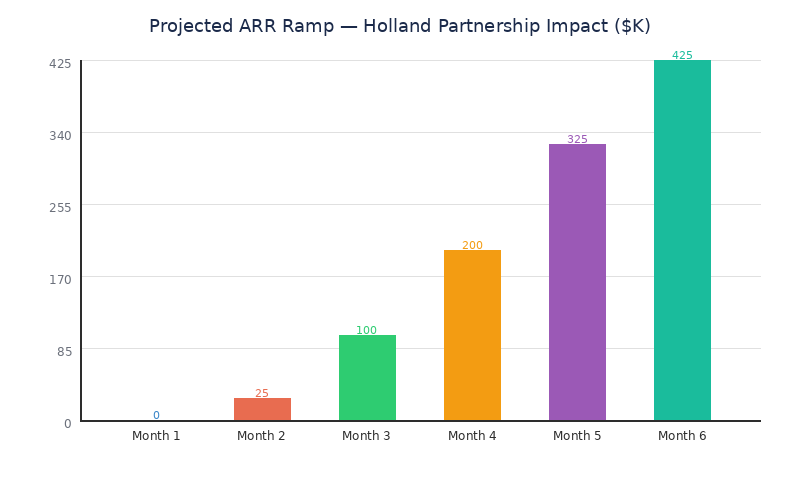 Projected ARR Ramp — Holland Partnership Impact ($K)
425
340
255
170
85
0
0
25
100
200
325
425
Month 1
Month 2
Month 3
Month 4
Month 5
Month 6